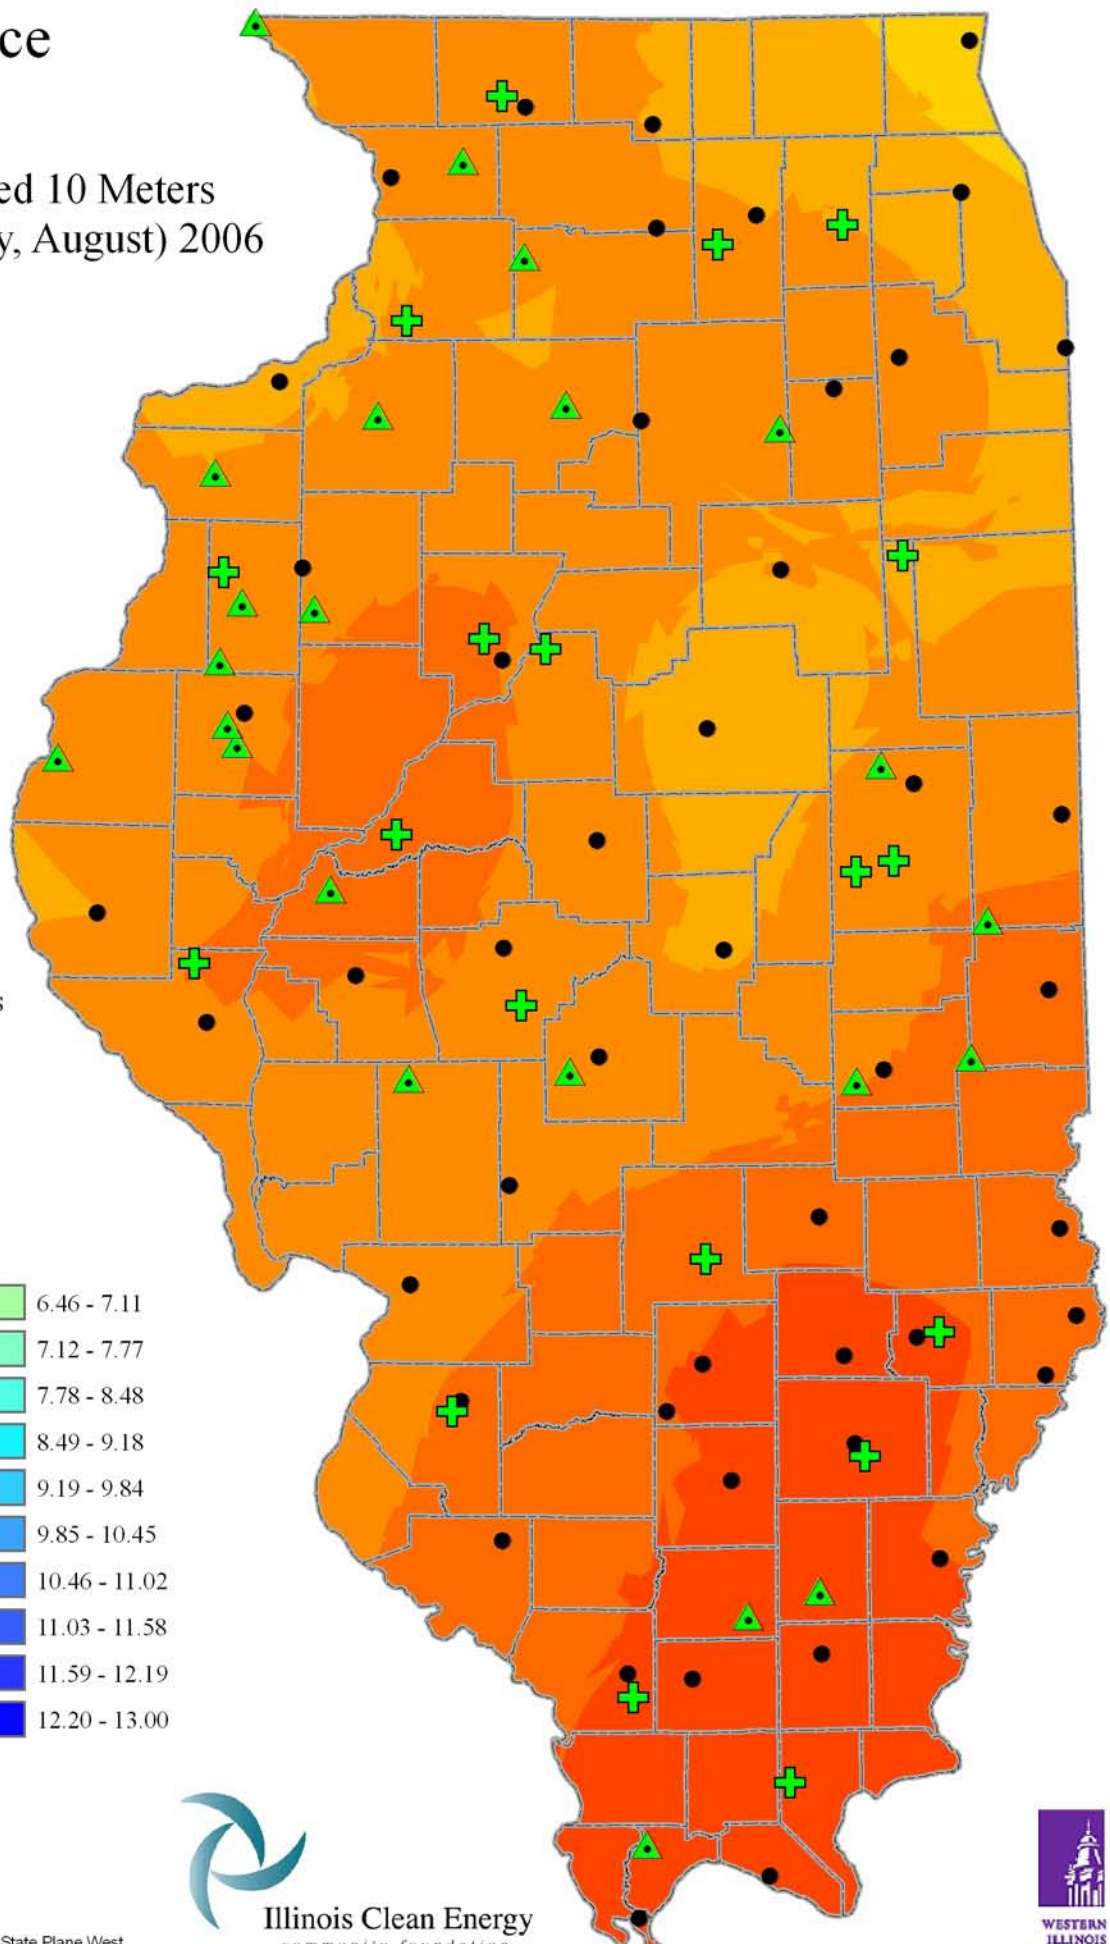 ce
ed 10 Meters
y, August) 2006
s
6.46 - 7.11
7.12 - 7.77
7.78 - 8.48
8.49 - 9.18
9.19 - 9.84
9.85 - 10.45
10.46 - 11.02
11.03 - 11.58
11.59 - 12.19
12.20 - 13.00
Illinois Clean Energy
community foundation
WESTERN
ILLINOIS
State Plane West